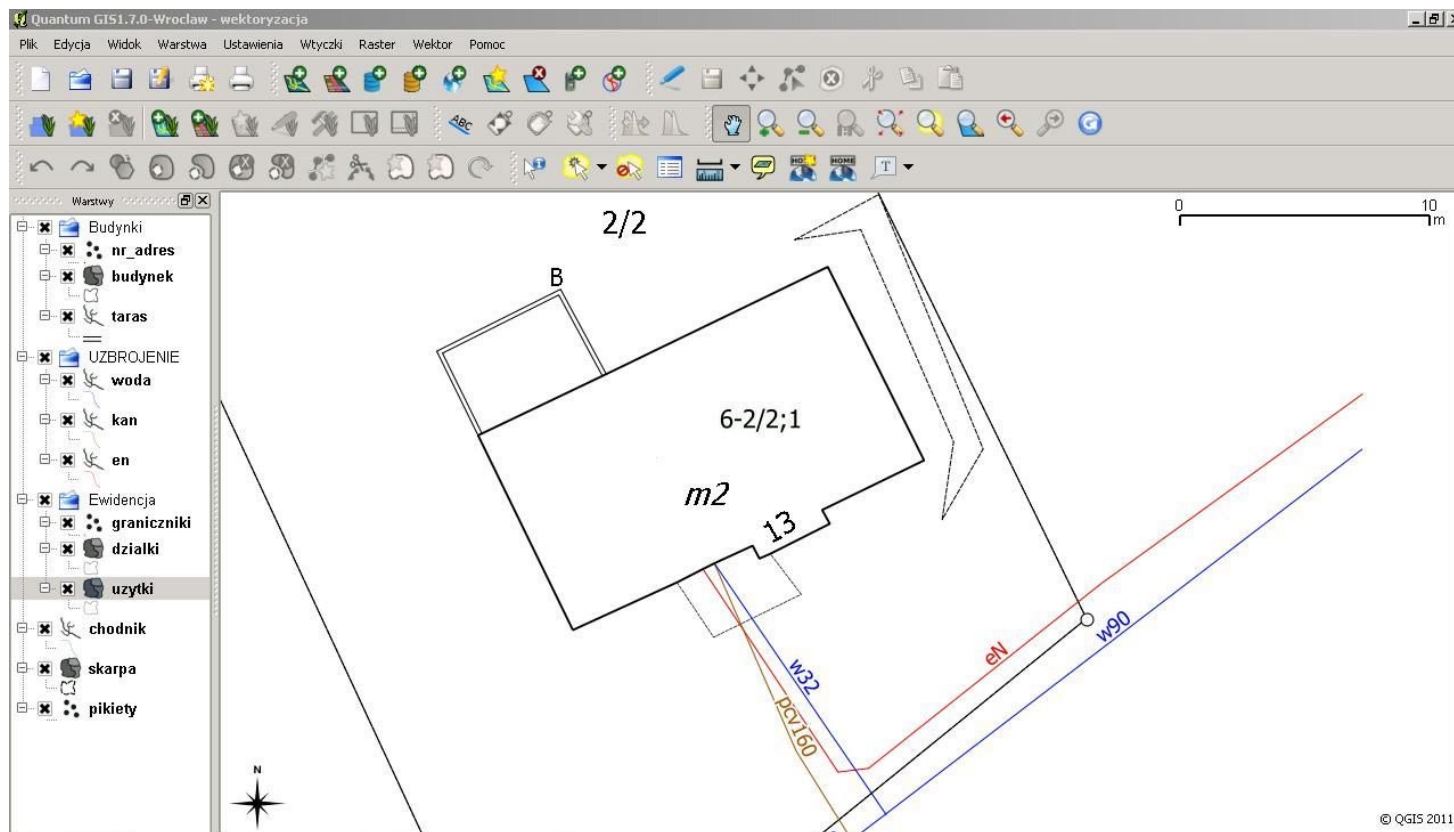 Quantum GIS1.7.0-Wroclaw - wektoryzacja
Plik Edycja Widok Warstwa Ustawienia Wtyczki Raster Wektor Pomoc
ABC
HOME
T
Warstwy
Budynki
nr_adres
budynek
taras
UZBROJENIE
woda
kan
en
Ewidencja
graniczniki
dzialki
uzytki
chodnik
skarpa
pikiety
2/2
0 10
m
B
6-2/2;1
m2
13
w32
pcv160
eN
w90
N
© QGIS 2011